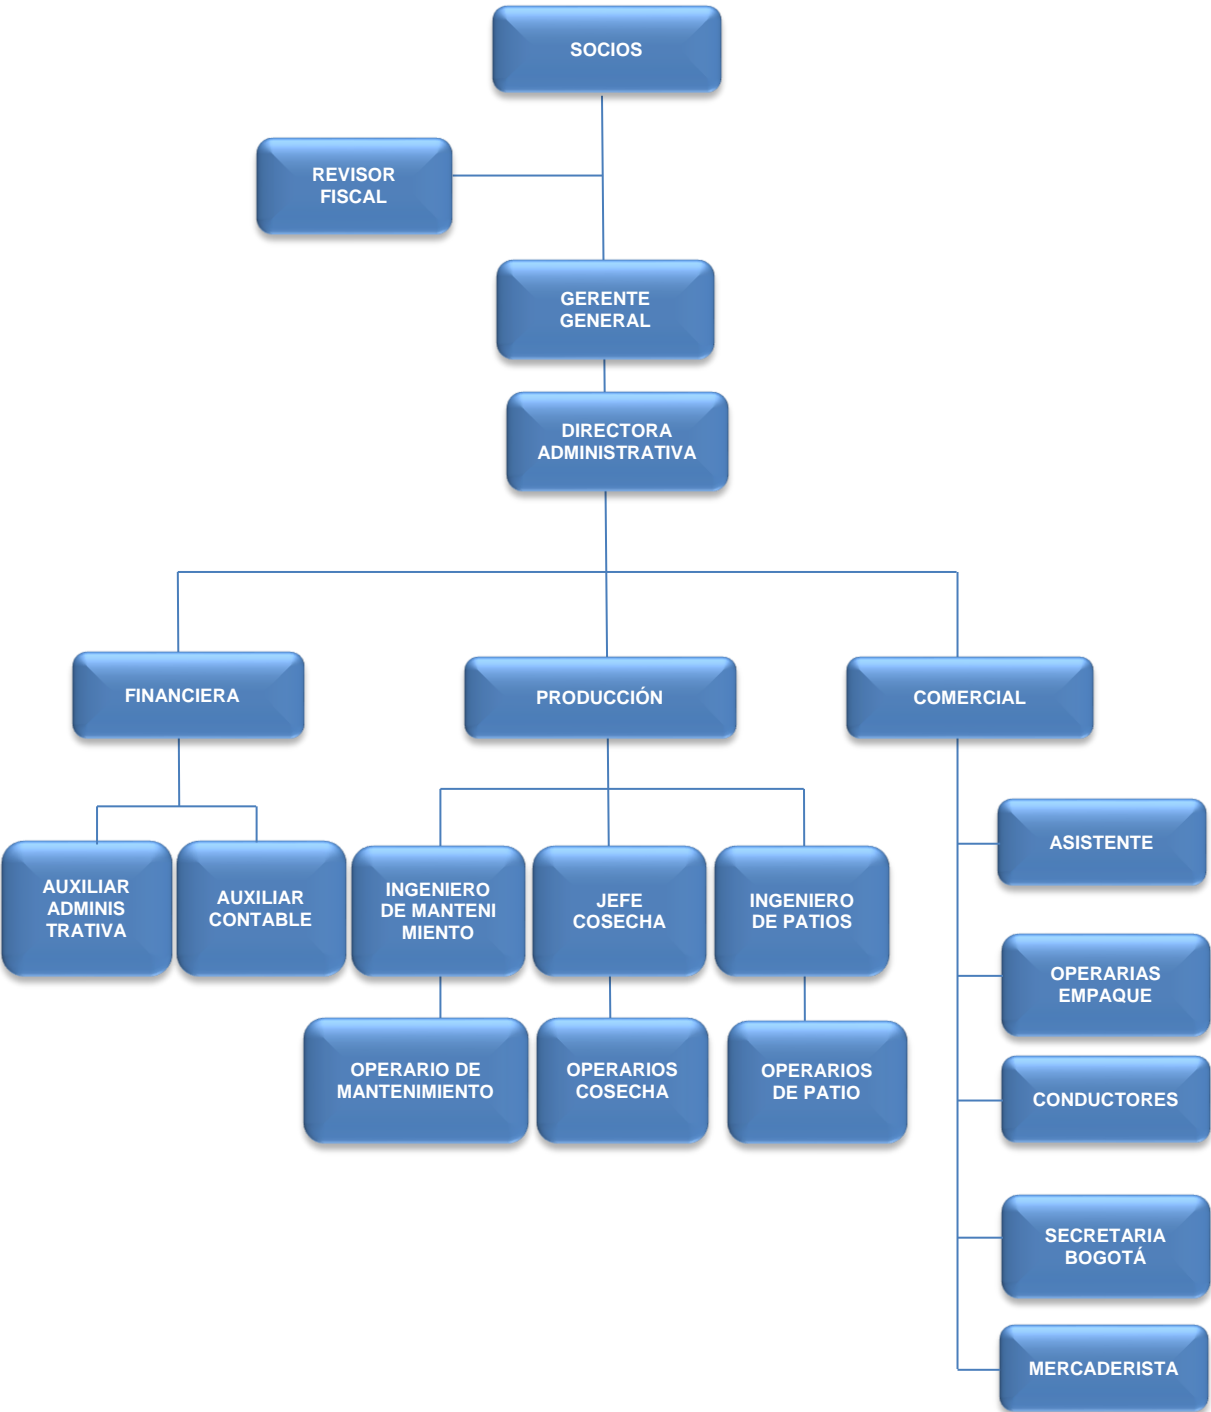 SOCIOS
REVISOR
FISCAL
GERENTE
GENERAL
DIRECTORA
ADMINISTRATIVA
FINANCIERA
PRODUCCIÓN
COMERCIAL
AUXILIAR
ADMINIS
TRATIVA
AUXILIAR
CONTABLE
INGENIERO
DE MANTENI
MIENTO
JEFE
COSECHA
INGENIERO
DE PATIOS
OPERARIO DE
MANTENIMIENTO
OPERARIOS
COSECHA
OPERARIOS
DE PATIO
ASISTENTE
OPERARIAS
EMPAQUE
CONDUCTORES
SECRETARIA
BOGOTÁ
MERCADERISTA